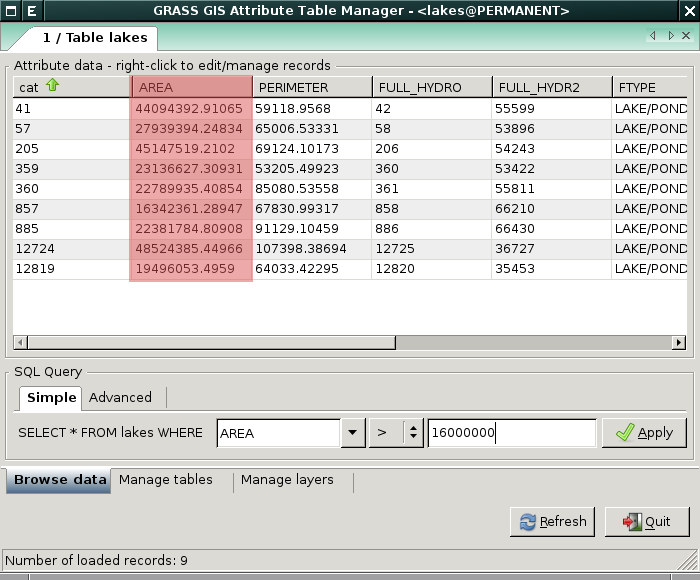 E GRASS GIS Attribute Table Manager - <lakes@PERMANENT>
1 / Table lakes
Attribute data - right-click to edit/manage records
cat AREA PERIMETER FULL_HYDRO FULL_HYDR2 FTYPE
41 44094392.91065 59118.9568 42 55599 LAKE/POND
57 27939394.24834 65006.53331 58 53896 LAKE/POND
205 45147519.2102 69124.10173 206 54243 LAKE/POND
359 23136627.30931 53205.49923 360 53422 LAKE/POND
360 22789935.40854 85080.53558 361 55811 LAKE/POND
857 16342361.28947 67830.99317 858 66210 LAKE/POND
885 22381784.80908 91129.10459 886 66430 LAKE/POND
12724 48524385.44966 107398.38694 12725 36727 LAKE/POND
12819 19496053.4959 64033.42295 12820 35453 LAKE/POND
SQL Query
Simple Advanced
SELECT * FROM lakes WHERE AREA > 16000000 Apply
Browse data Manage tables Manage layers
Refresh Quit
Number of loaded records: 9